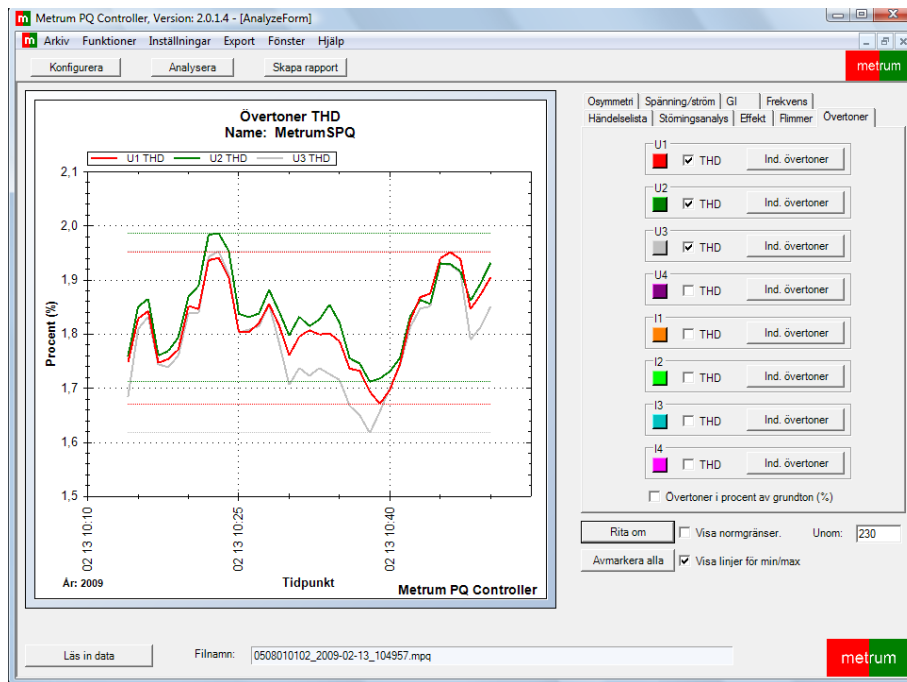 Metrum PQ Controller, Version: 2.0.1.4 - [AnalyzeForm]
Arkiv Funktioner Inställningar Export Fönster Hjälp
Konfigurera Analysera Skapa rapport
metrum
Övertoner THD
Name: MetrumSPQ
U1 THD U2 THD U3 THD
2,1
2,0
1,9
1,8
1,7
1,6
1,5
Procent (%)
02 13 10:10
02 13 10:25
02 13 10:40
År: 2009
Tidpunkt
Metrum PQ Controller
Osymmetri Spänning/ström GI Frekvens
Händelselista Störningsanalys Effekt Flimmer Övertoner
U1
THD Ind. övertoner
U2
THD Ind. övertoner
U3
THD Ind. övertoner
U4
THD Ind. övertoner
I1
THD Ind. övertoner
I2
THD Ind. övertoner
I3
THD Ind. övertoner
I4
THD Ind. övertoner
Övertoner i procent av grundton (%)
Rita om Visa normgränser. Unom: 230
Avmarkera alla Visa linjer för min/max
Läs in data Filnamn: 0508010102_2009-02-13_104957.mpq
metrum